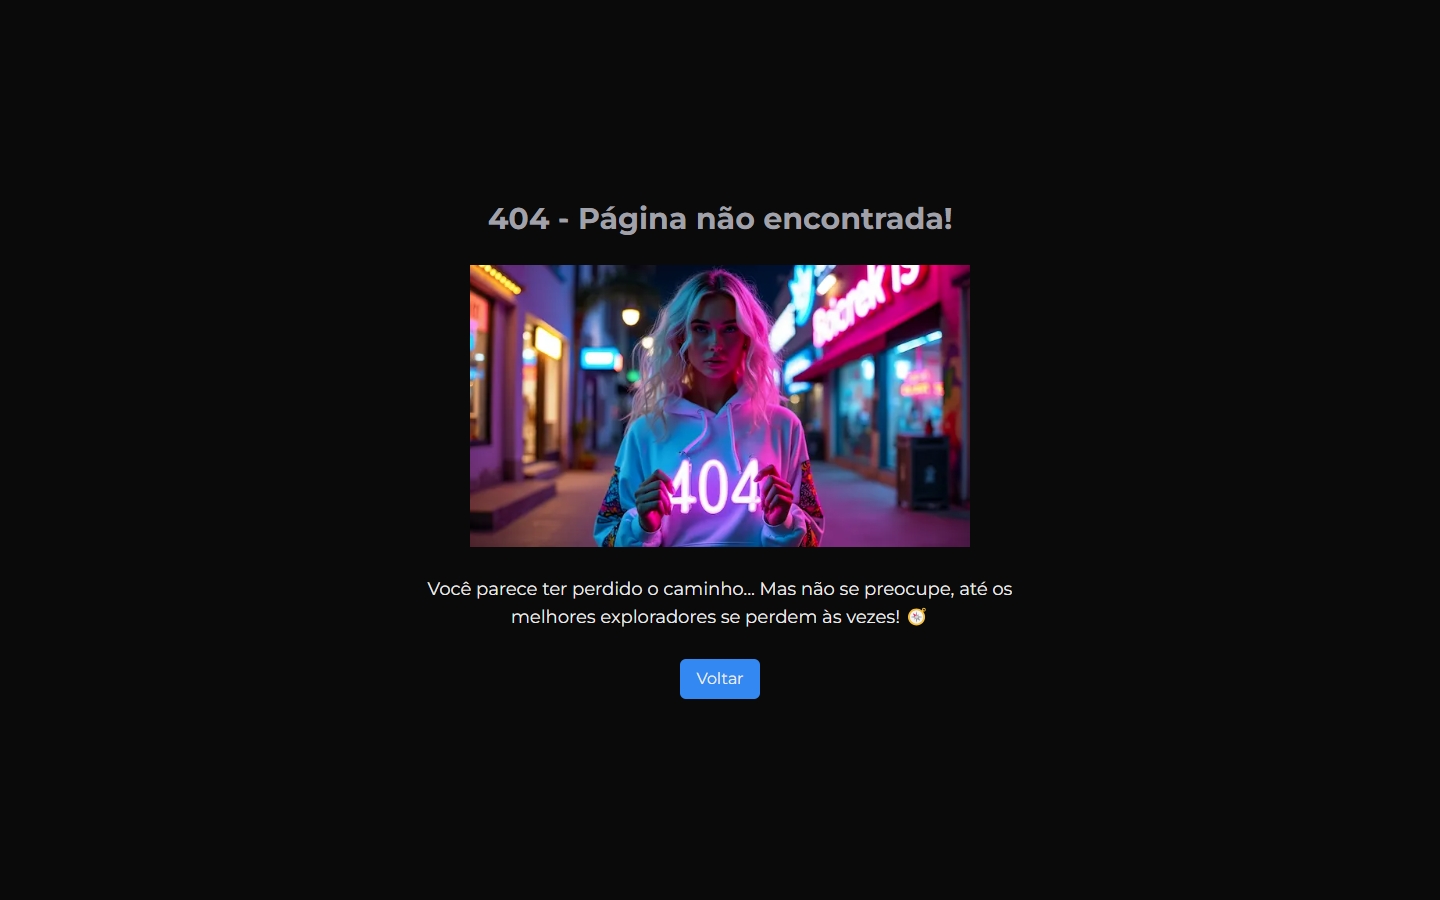 404 - Página não encontrada!
404
Você parece ter perdido o caminho... Mas não se preocupe, até os
melhores exploradores se perdem às vezes! 🧭
Voltar